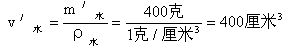 v′水 = m′水 / ρ水 = 400克 / 1克/厘米³ = 400厘米³